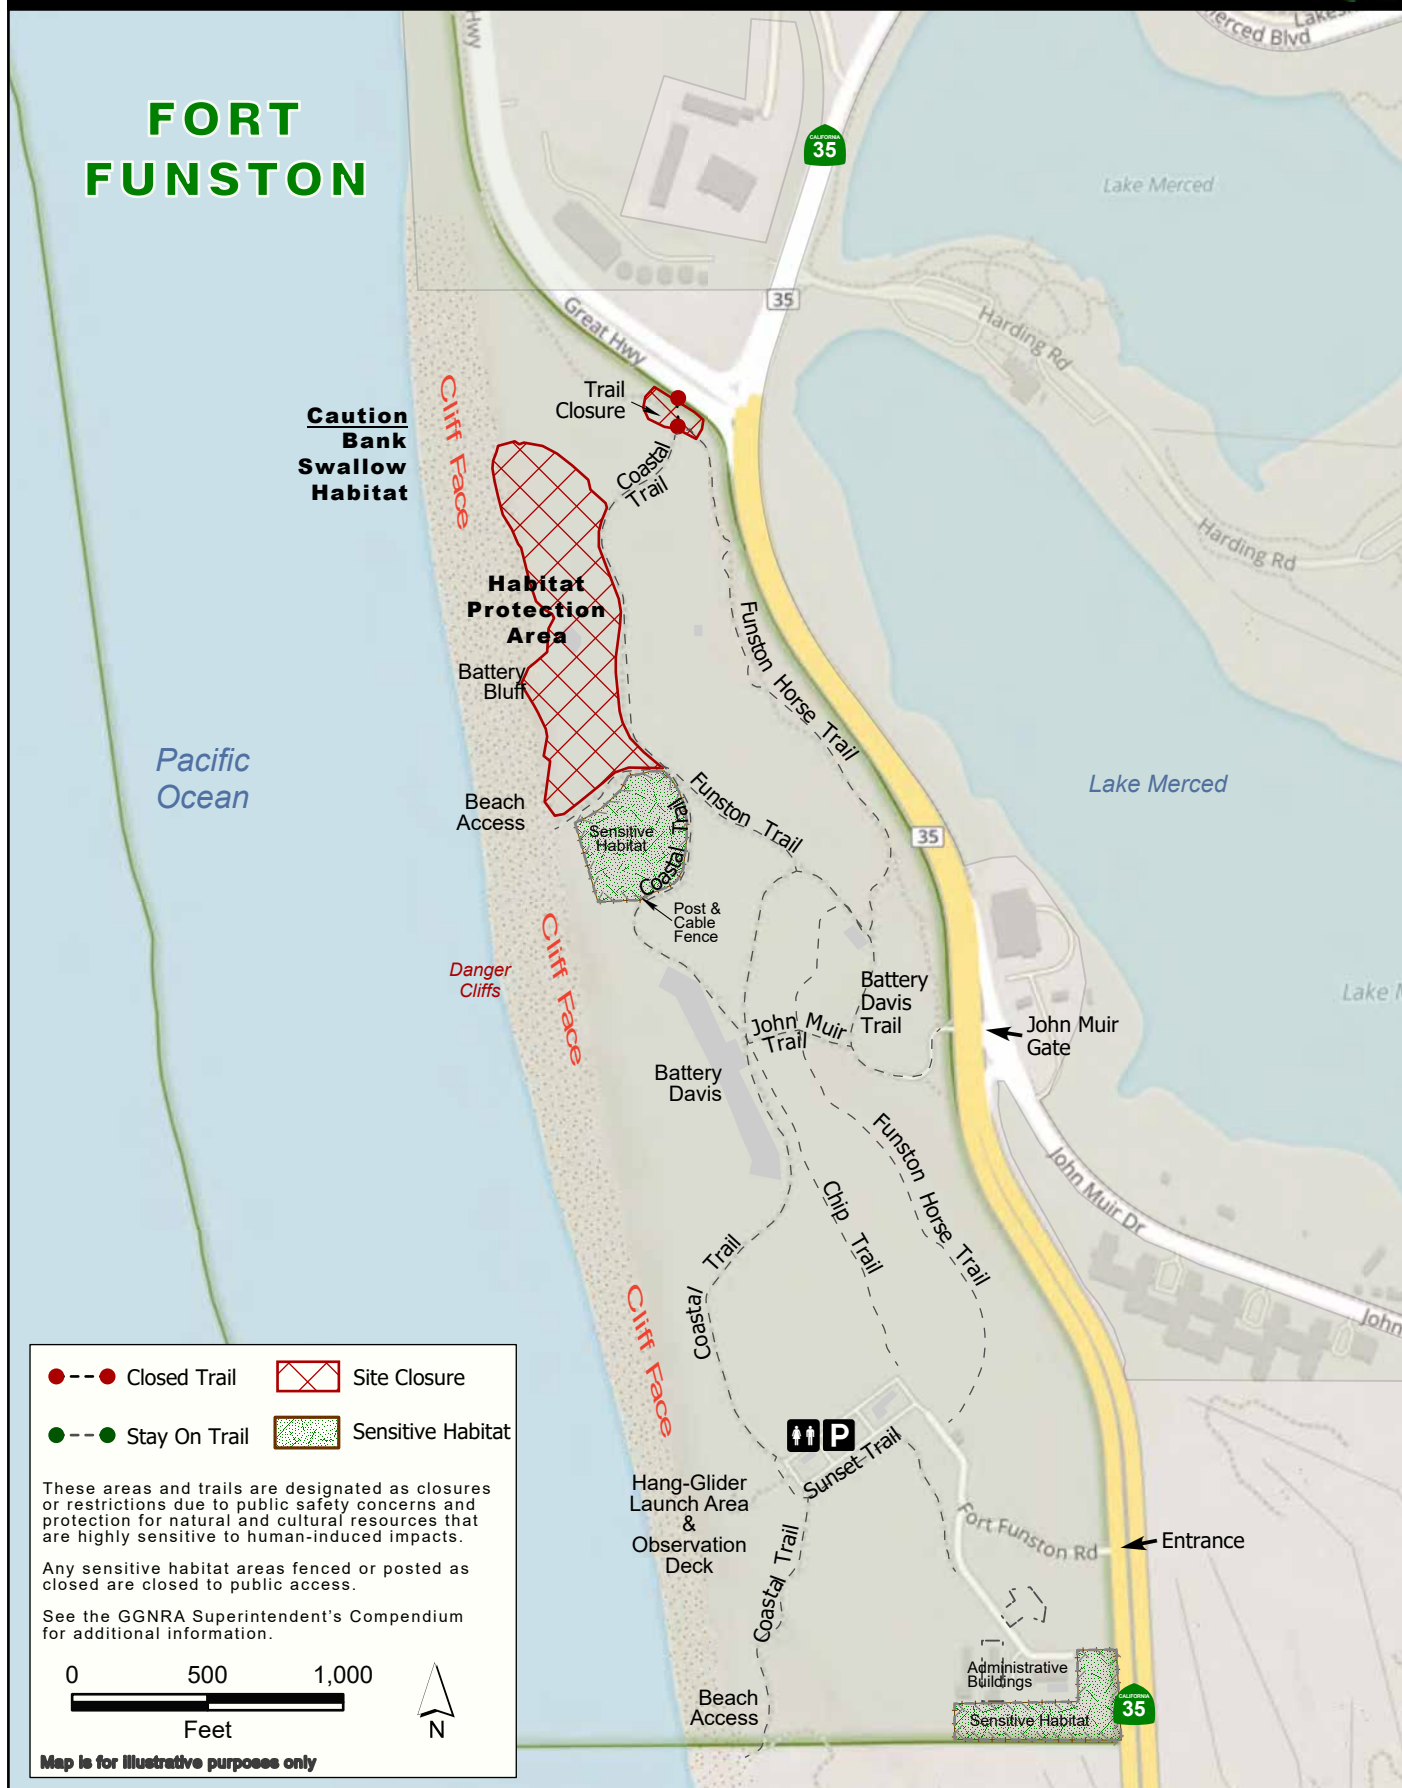 Hwy
erced Blvd
FORT
FUNSTON
CALIFORNIA
35
Lake Merced
35
Great Hwy
Harding Rd
Trail
Closure
Cliff Face
Caution
Bank
Swallow
Habitat
Coastal
Trail
Harding Rd
Habitat
Protection
Area
Funston Horse Trail
Battery
Bluff
Pacific
Ocean
Lake Merced
Beach
Access
Funston Trail
Sensitive
Habitat
Coastal Trail
35
Post &
Cable
Fence
Cliff Face
Danger
Cliffs
Battery
Davis
Trail
Lake
John Muir
Trail
John Muir
Gate
Battery
Davis
Funston Horse Trail
John Muir Dr
Chip Trail
Coastal Trail
John
Cliff Face
P
Sunset Trail
Hang-Glider
Launch Area
&
Observation
Deck
Fort Funston Rd
Entrance
Coastal Trail
Administrative
Buildings
Beach
Access
Sensitive Habitat
CALIFORNIA
35
Closed Trail
Site Closure
Stay On Trail
Sensitive Habitat
These areas and trails are designated as closures
or restrictions due to public safety concerns and
protection for natural and cultural resources that
are highly sensitive to human-induced impacts.
Any sensitive habitat areas fenced or posted as
closed are closed to public access.
See the GGNRA Superintendent's Compendium
for additional information.
0 500 1,000
Feet
N
Map is for illustrative purposes only